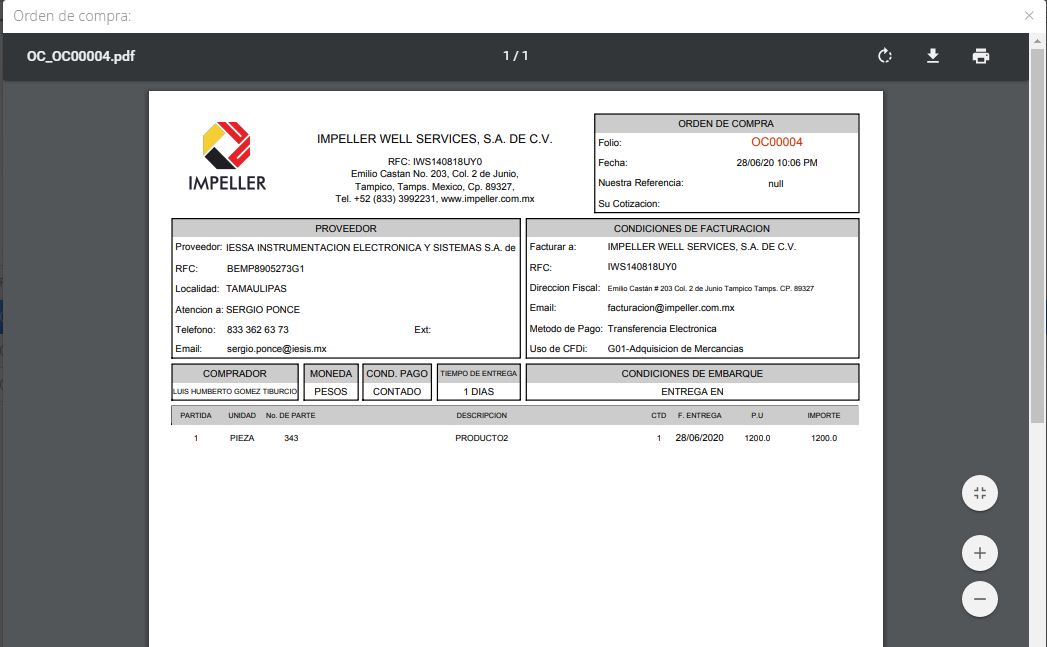 Orden de compra:
OC_OC00004.pdf
1 / 1
IMPELLER
IMPELLER WELL SERVICES, S.A. DE C.V.
RFC: IWS140818UY0
Emilio Castan No. 203, Col. 2 de Junio,
Tampico, Tamps. Mexico, Cp. 89327,
Tel. +52 (833) 3992231, www.impeller.com.mx
ORDEN DE COMPRA
Folio: OC00004
Fecha: 28/06/20 10:06 PM
Nuestra Referencia: null
Su Cotizacion:
PROVEEDOR
Proveedor: IESSA INSTRUMENTACION ELECTRONICA Y SISTEMAS S.A. de
RFC: BEMP8905273G1
Localidad: TAMAULIPAS
Atencion a: SERGIO PONCE
Telefono: 833 362 63 73 Ext:
Email: sergio.ponce@iesis.mx
CONDICIONES DE FACTURACION
Facturar a: IMPELLER WELL SERVICES, S.A. DE C.V.
RFC: IWS140818UY0
Direccion Fiscal: Emilio Castán # 203 Col. 2 de Junio Tampico Tamps. CP. 89327
Email: facturacion@impeller.com.mx
Metodo de Pago: Transferencia Electronica
Uso de CFDi: G01-Adquisicion de Mercancias
COMPRADOR MONEDA COND. PAGO TIEMPO DE ENTREGA CONDICIONES DE EMBARQUE
LUIS HUMBERTO GOMEZ TIBURCIO PESOS CONTADO 1 DIAS ENTREGA EN
PARTIDA UNIDAD No. DE PARTE DESCRIPCION CTD F. ENTREGA P.U IMPORTE
1 PIEZA 343 PRODUCTO2 1 28/06/2020 1200.0 1200.0